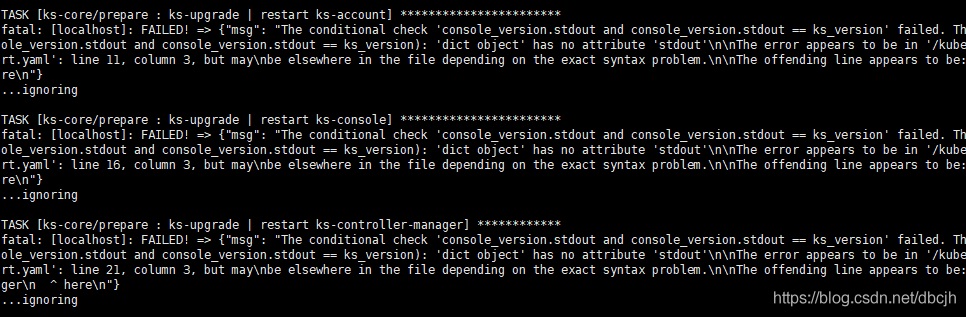 TASK [ks-core/prepare : ks-upgrade | restart ks-account] ***********************
fatal: [localhost]: FAILED! => {"msg": "The conditional check 'console_version.stdout and console_version.stdout == ks_version' failed. Th
ole_version.stdout and console_version.stdout == ks_version): 'dict object' has no attribute 'stdout'\n\nThe error appears to be in '/kube
rt.yaml': line 11, column 3, but may\nbe elsewhere in the file depending on the exact syntax problem.\n\nThe offending line appears to be:
re\n"}
...ignoring
TASK [ks-core/prepare : ks-upgrade | restart ks-console] ***********************
fatal: [localhost]: FAILED! => {"msg": "The conditional check 'console_version.stdout and console_version.stdout == ks_version' failed. Th
ole_version.stdout and console_version.stdout == ks_version): 'dict object' has no attribute 'stdout'\n\nThe error appears to be in '/kube
rt.yaml': line 16, column 3, but may\nbe elsewhere in the file depending on the exact syntax problem.\n\nThe offending line appears to be:
re\n"}
...ignoring
TASK [ks-core/prepare : ks-upgrade | restart ks-controller-manager] ************
fatal: [localhost]: FAILED! => {"msg": "The conditional check 'console_version.stdout and console_version.stdout == ks_version' failed. Th
ole_version.stdout and console_version.stdout == ks_version): 'dict object' has no attribute 'stdout'\n\nThe error appears to be in '/kube
rt.yaml': line 21, column 3, but may\nbe elsewhere in the file depending on the exact syntax problem.\n\nThe offending line appears to be:
ger\n  ^ here\n"}
...ignoring
https://blog.csdn.net/dbcjh